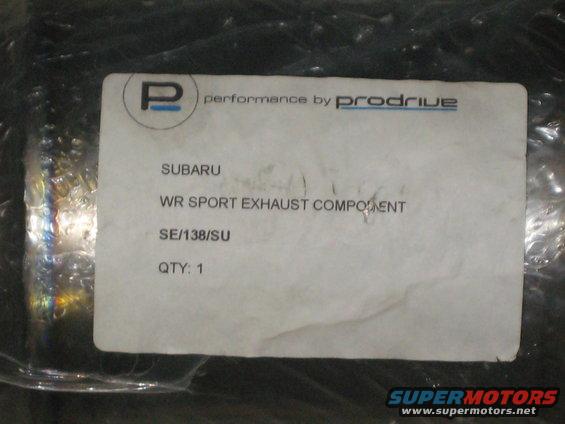 P performance by prodrive
SUBARU
WR SPORT EXHAUST COMPONENT
SE/138/SU
QTY: 1
SUPERMOTORS
www.supermotors.net